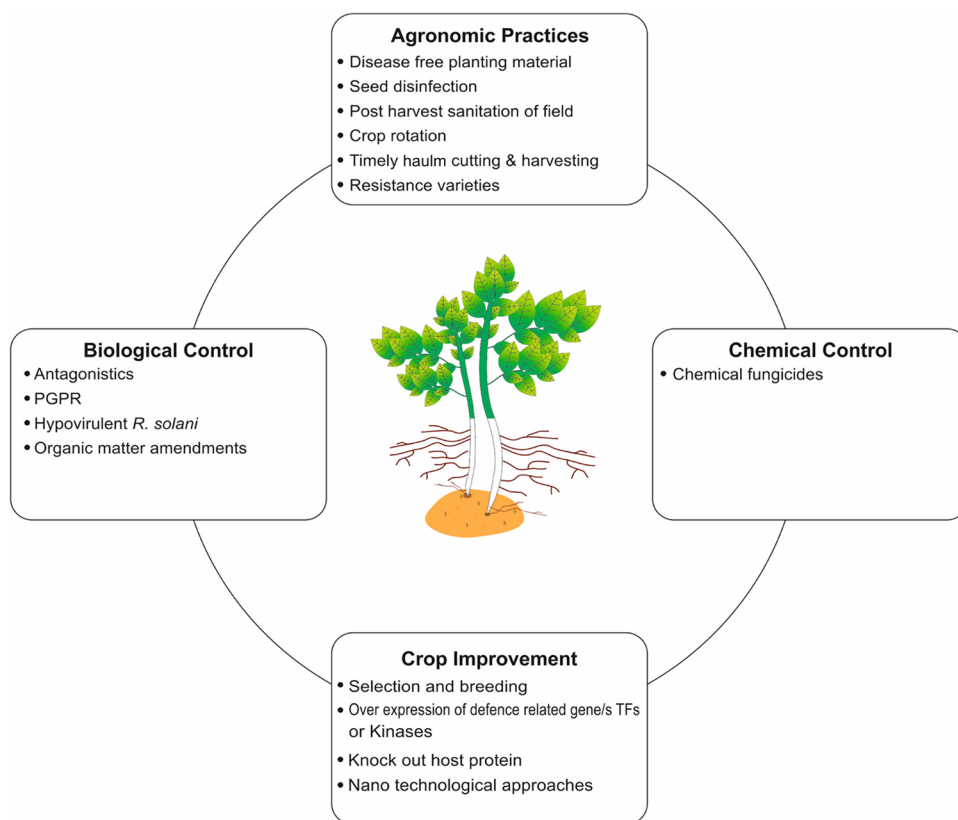 Agronomic Practices
• Disease free planting material
• Seed disinfection
• Post harvest sanitation of field
• Crop rotation
• Timely haulm cutting & harvesting
• Resistance varieties
Biological Control
• Antagonistics
• PGPR
• Hypovirulent R. solani
• Organic matter amendments
Chemical Control
• Chemical fungicides
Crop Improvement
• Selection and breeding
• Over expression of defence related gene/s TFs
or Kinases
• Knock out host protein
• Nano technological approaches